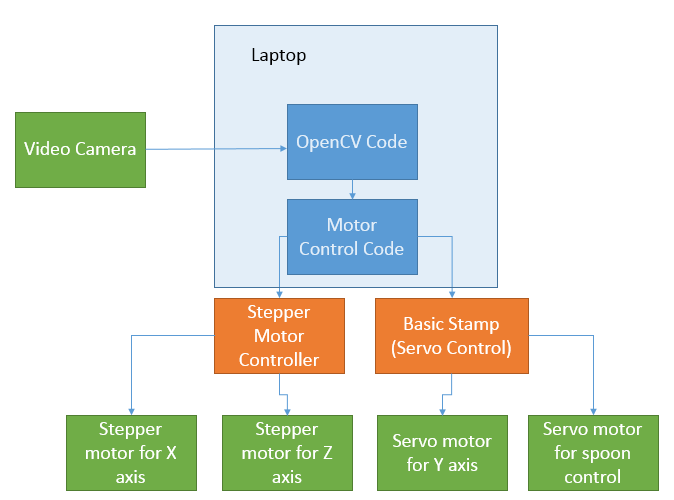 Laptop
Video Camera
OpenCV Code
Motor
Control Code
Stepper
Motor
Controller
Basic Stamp
(Servo Control)
Stepper
motor for X
axis
Stepper
motor for Z
axis
Servo motor
for Y axis
Servo motor
for spoon
control